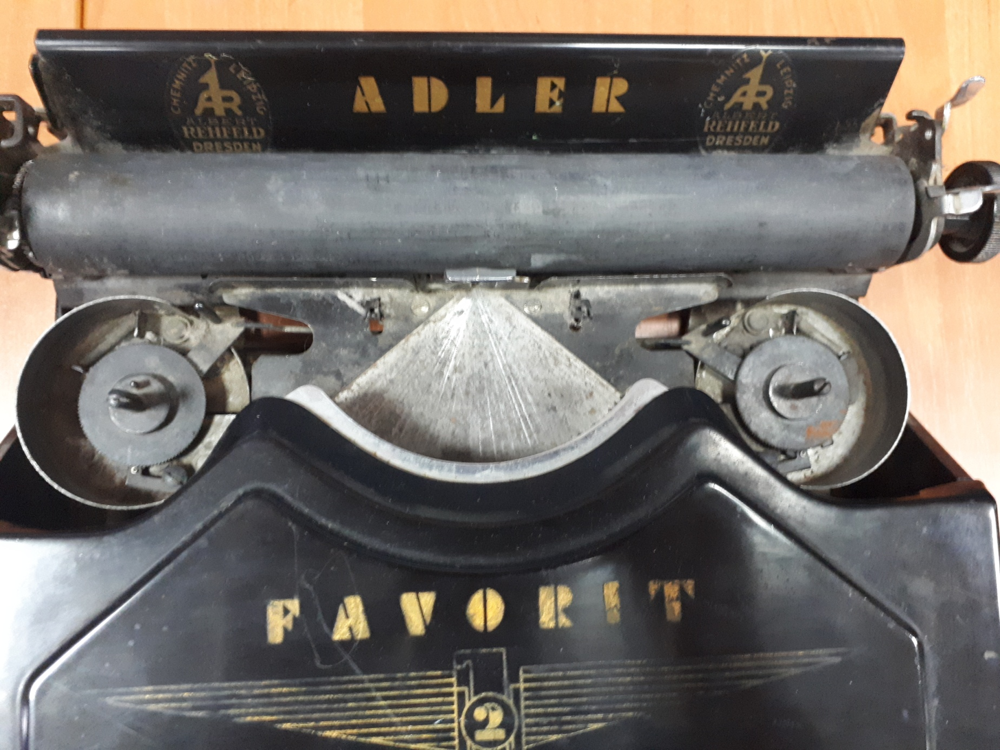 CHEMNITZ LEIPZIG
AR
ALBERT
REHFELD
DRESDEN
ADLER
CHEMNITZ LEIPZIG
AR
ALBERT
REHFELD
DRESDEN
FAVORIT
2